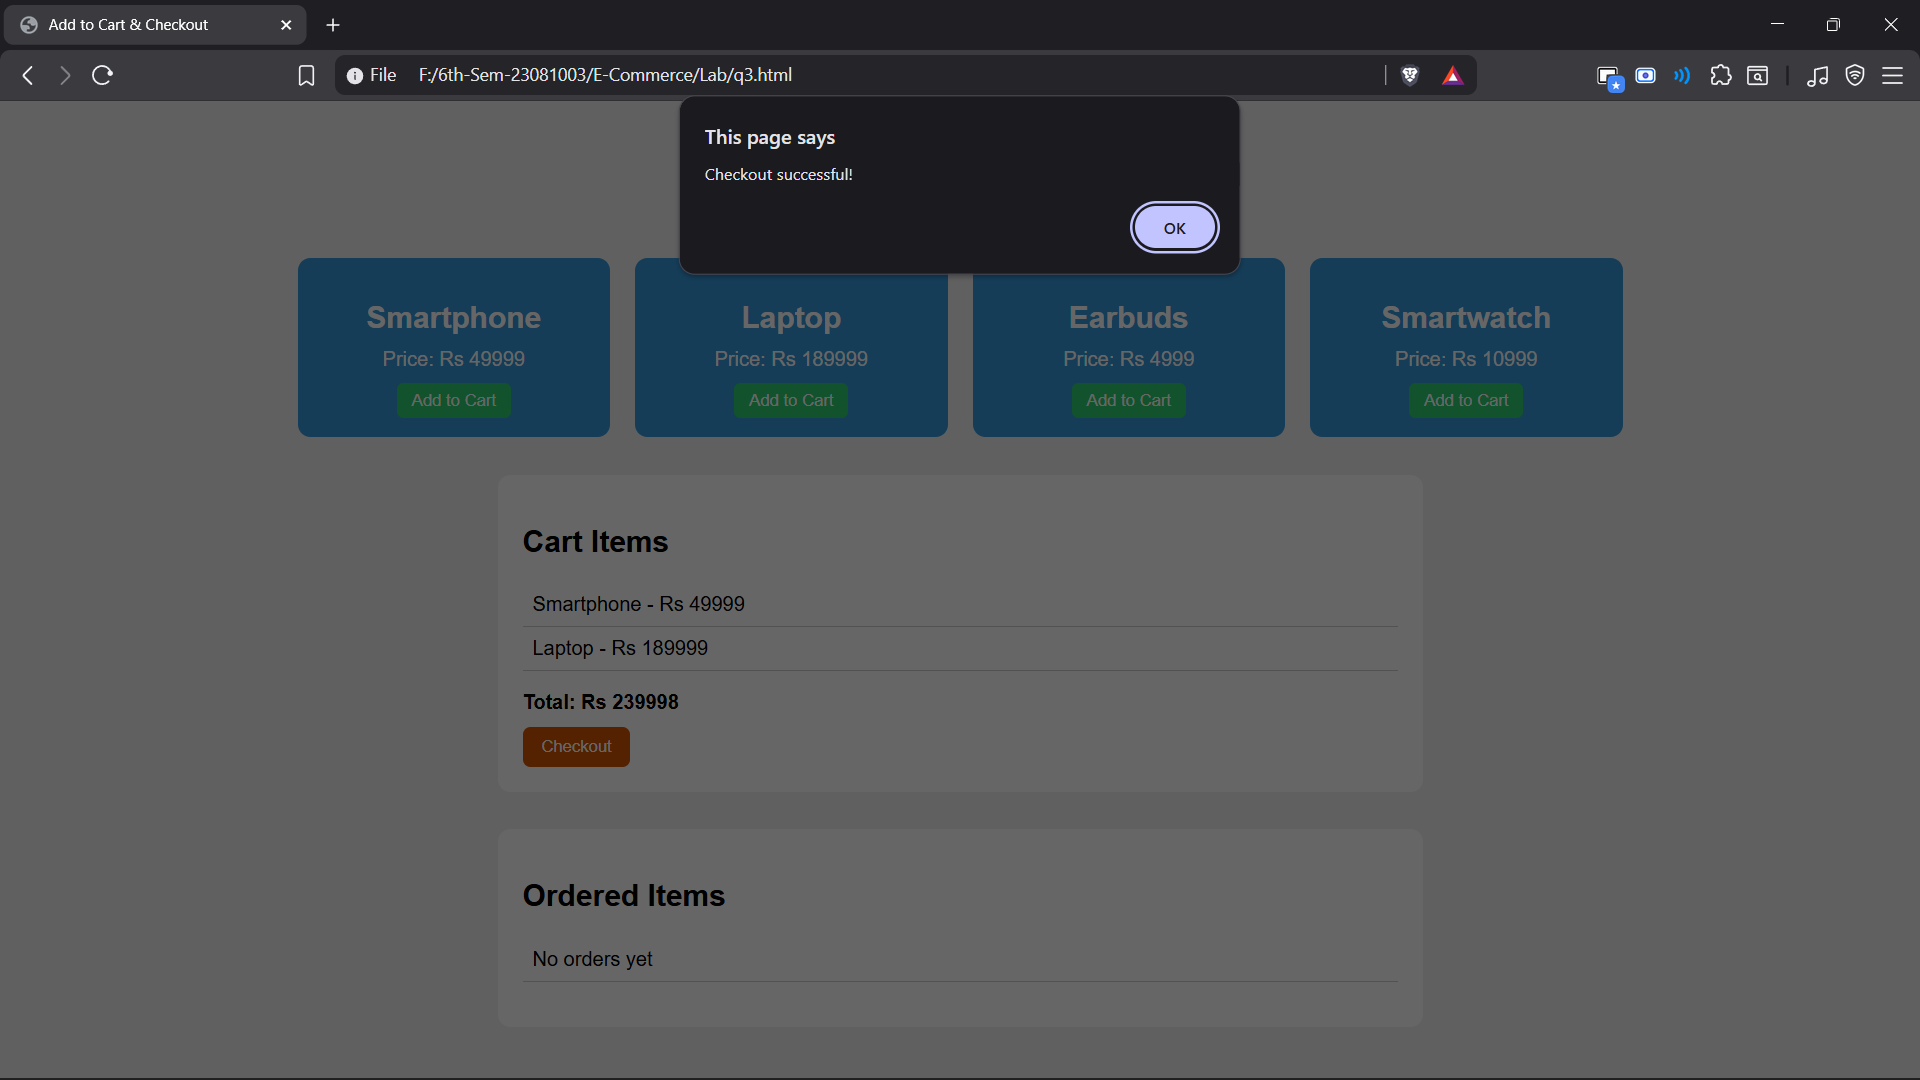 Add to Cart & Checkout
File F:/6th-Sem-23081003/E-Commerce/Lab/q3.html
This page says
Checkout successful!
OK
Smartphone
Price: Rs 49999
Add to Cart
Laptop
Price: Rs 189999
Add to Cart
Earbuds
Price: Rs 4999
Add to Cart
Smartwatch
Price: Rs 10999
Add to Cart
Cart Items
Smartphone - Rs 49999
Laptop - Rs 189999
Total: Rs 239998
Checkout
Ordered Items
No orders yet